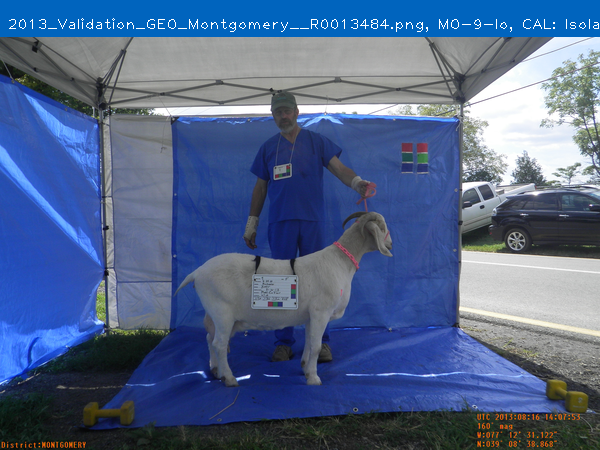 2013_Validation_GEO_Montgomery__R0013484.png, MO-9-lo, CAL: Isola
UTC 2013:08:16 14:07:53
160° mag
W:077° 12' 31.122"
N:039° 08' 38.868"
District:MONTGOMERY